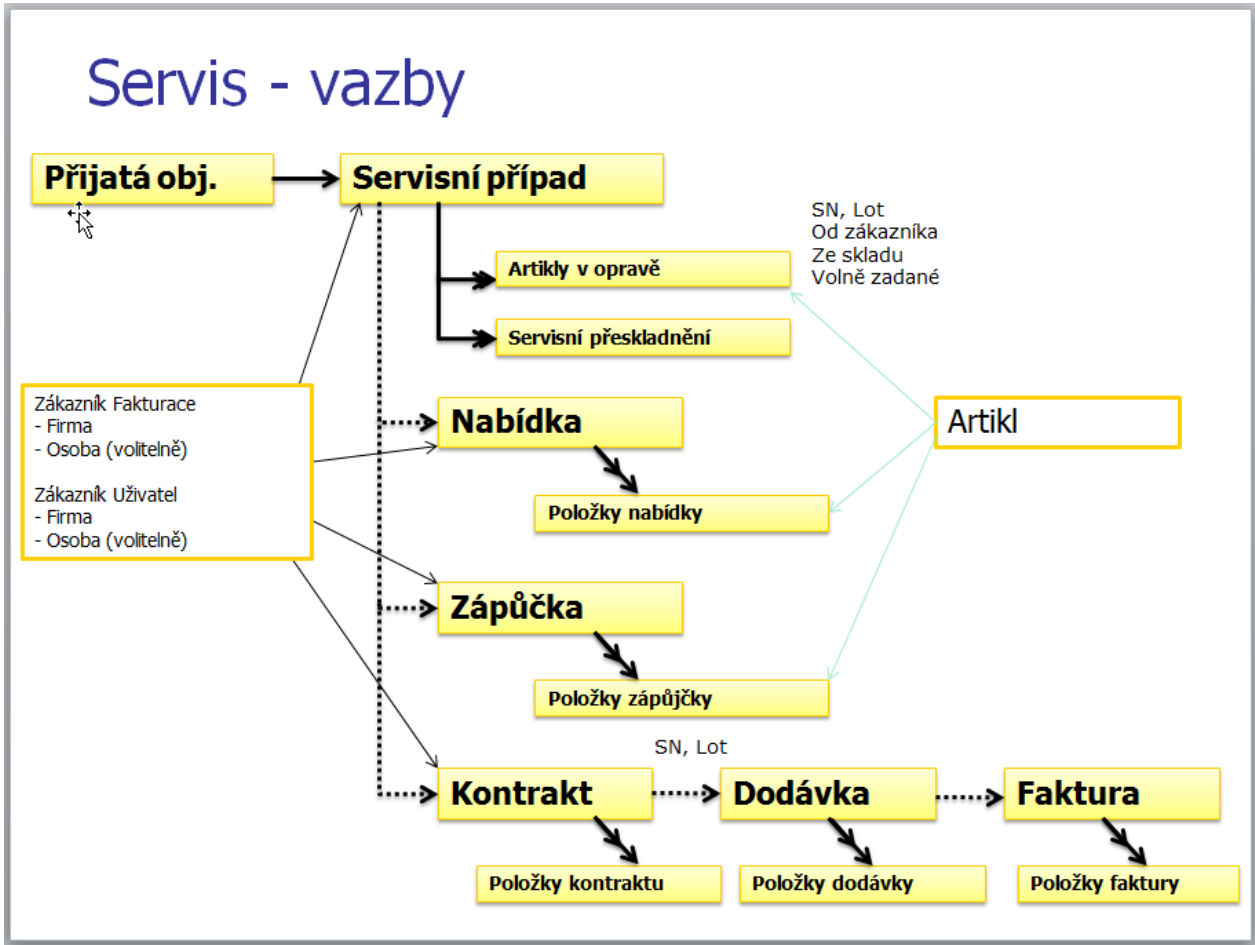 Servis - vazby
Přijatá obj.
Servisní případ
SN, Lot
Od zákazníka
Ze skladu
Volně zadané
Artikly v opravě
Servisní přeskladnění
Zákazník Fakturace
- Firma
- Osoba (volitelně)
Zákazník Uživatel
- Firma
- Osoba (volitelně)
Nabídka
Artikl
Položky nabídky
Zápůčka
Položky zápůjčky
SN, Lot
Kontrakt
Dodávka
Faktura
Položky kontraktu
Položky dodávky
Položky faktury